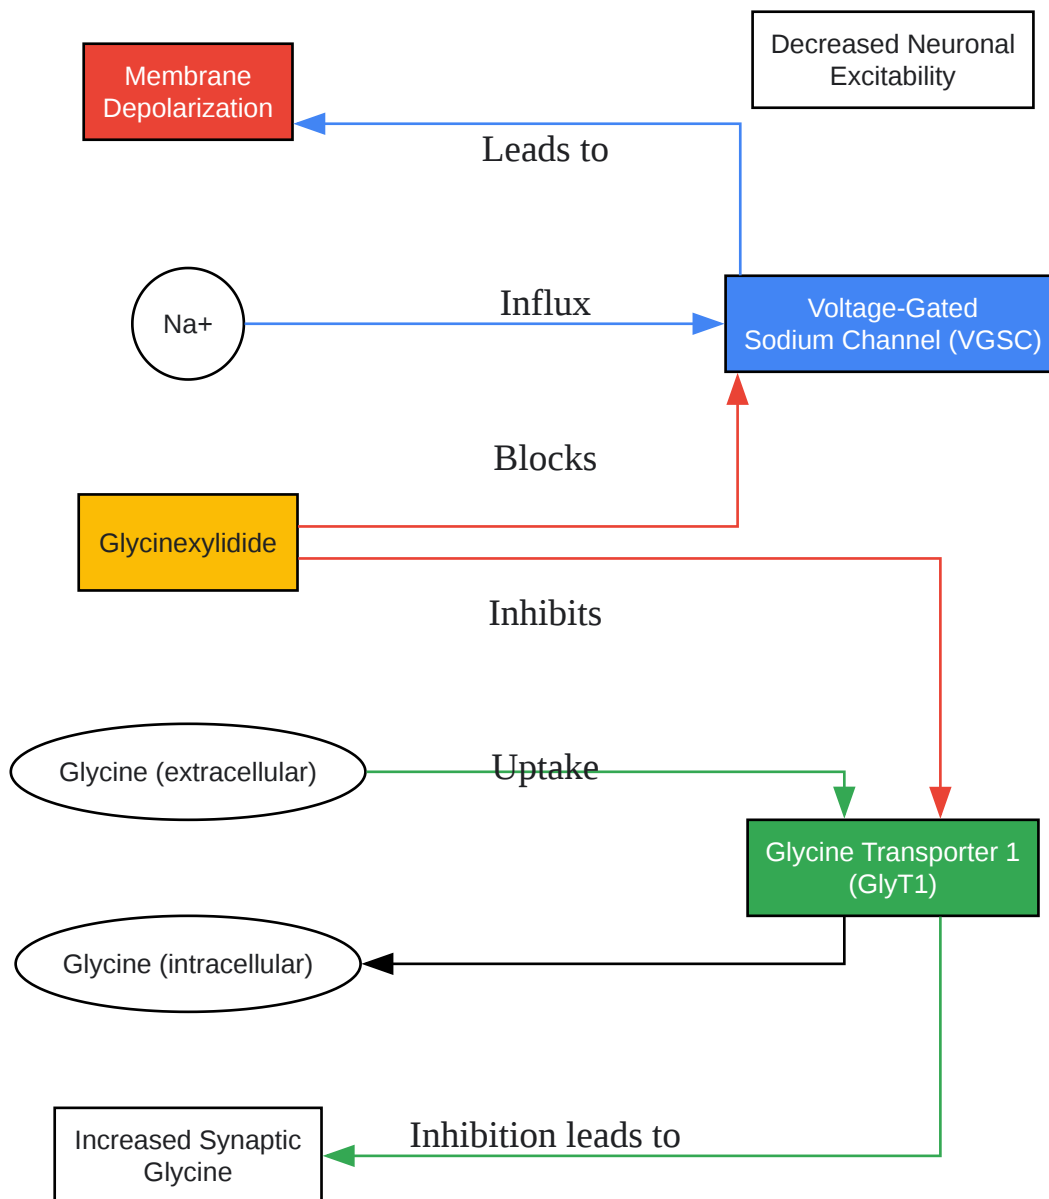 Decreased Neuronal
Excitability
Membrane
Depolarization
Leads to
Na+
Influx
Voltage-Gated
Sodium Channel (VGSC)
Blocks
Glycinexylidide
Inhibits
Glycine (extracellular)
Uptake
Glycine Transporter 1
(GlyT1)
Glycine (intracellular)
Increased Synaptic
Glycine
Inhibition leads to